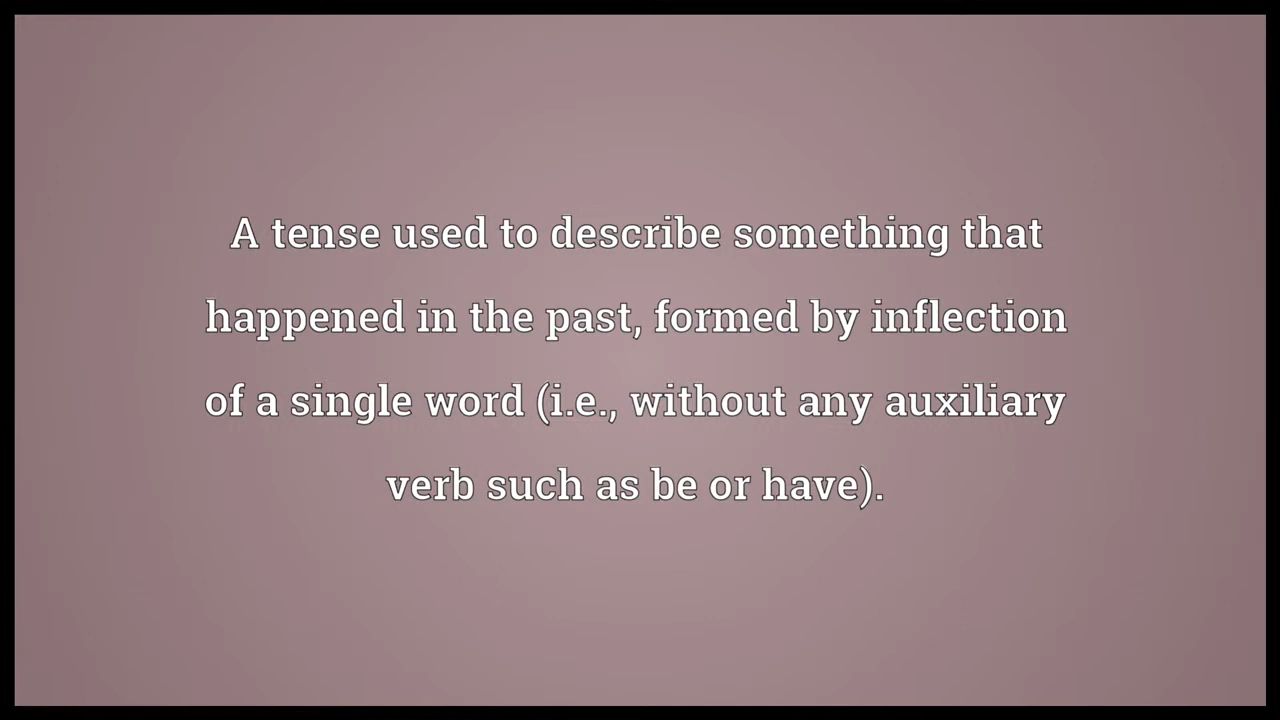 A tense used to describe something that
happened in the past, formed by inflection
of a single word (i.e., without any auxiliary
verb such as be or have).